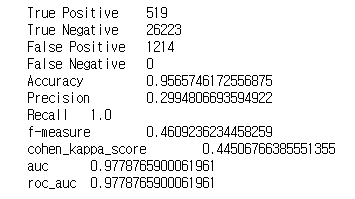 True Positive 519
True Negative 26223
False Positive 1214
False Negative 0
Accuracy 0.9565746172556875
Precision 0.2994806693594922
Recall 1.0
f-measure 0.4609236234458259
cohen_kappa_score 0.44506766385551355
auc 0.9778765900061961
roc_auc 0.9778765900061961